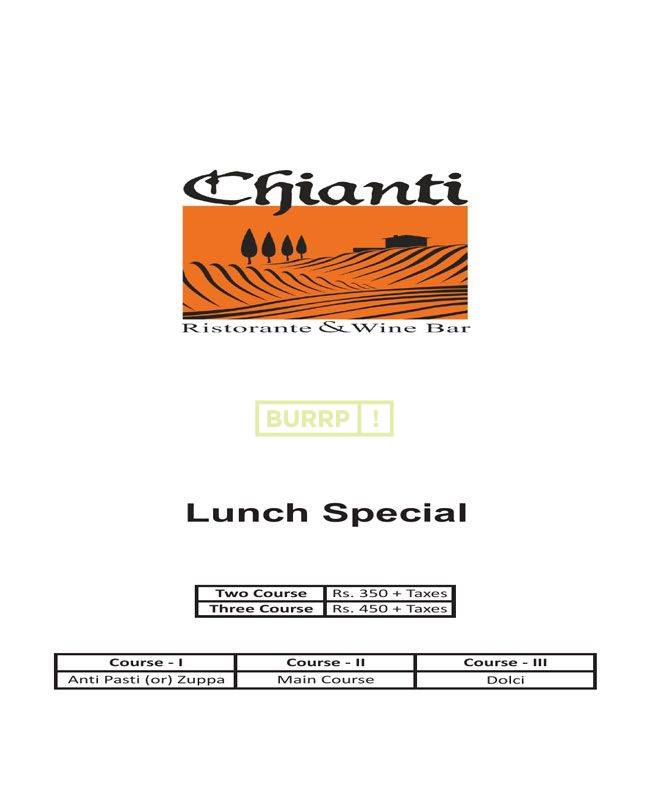 Chianti
Ristorante & Wine Bar
BURRP !
Lunch Special
Two Course Rs. 350 + Taxes
Three Course Rs. 450 + Taxes
Course - I Course - II Course - III
Anti Pasti (or) Zuppa Main Course Dolci